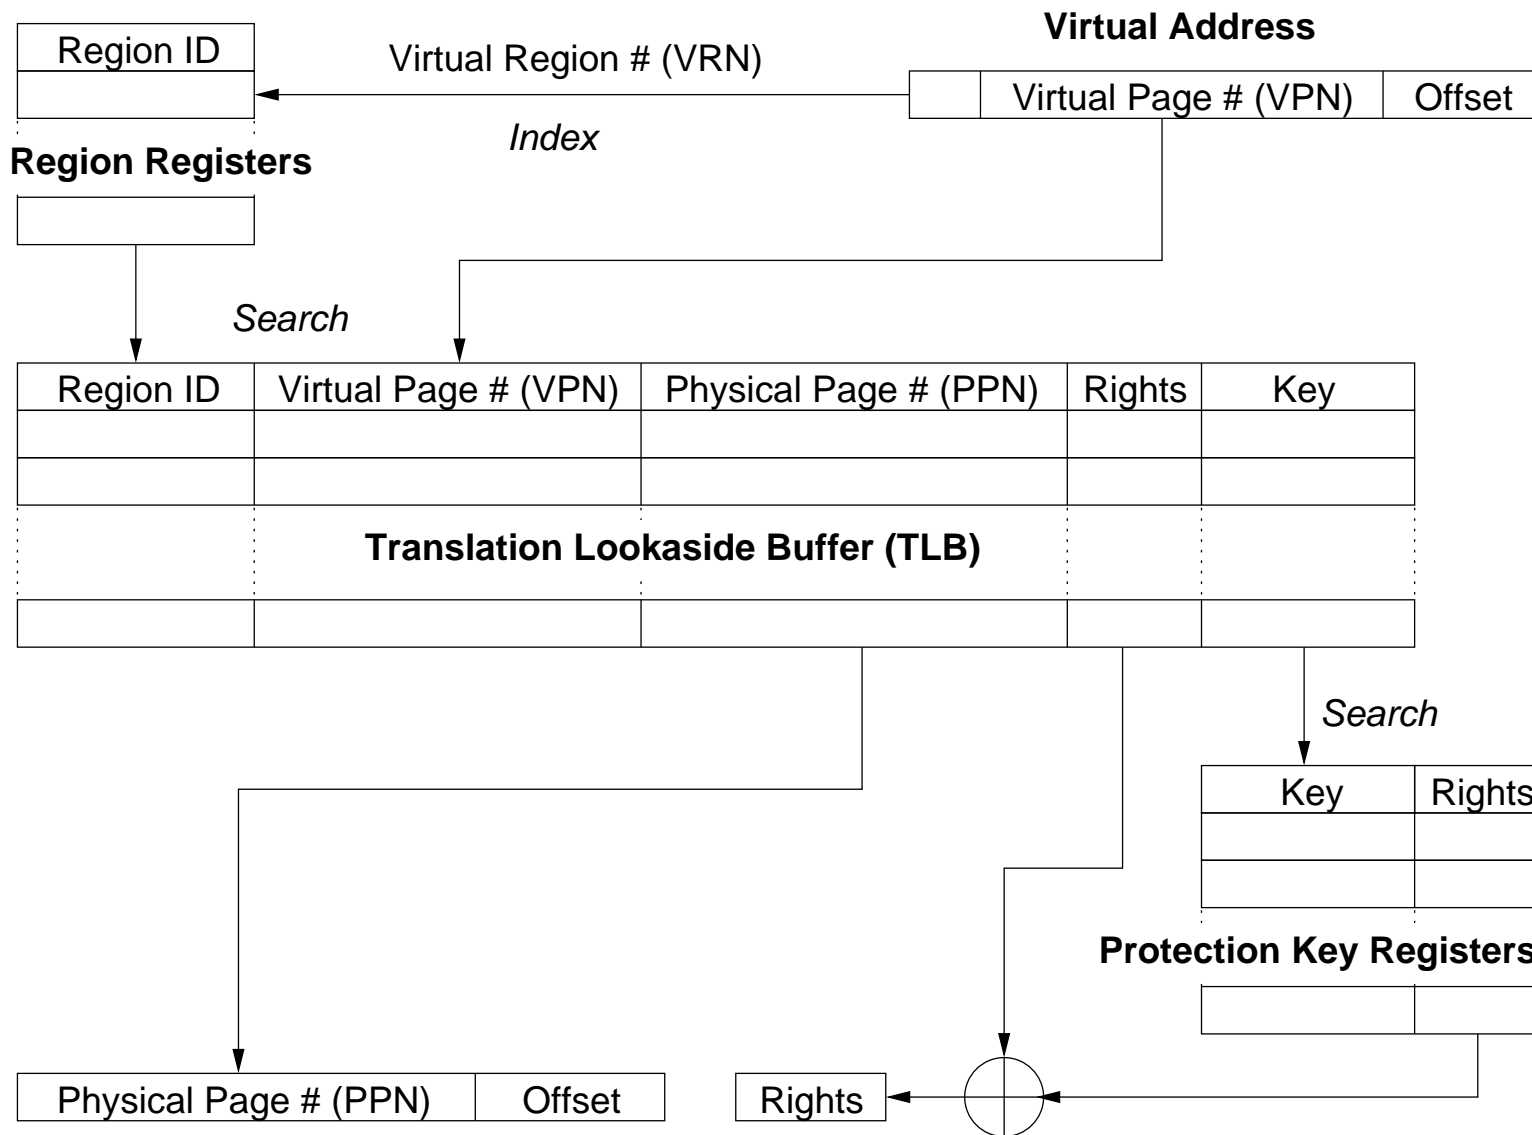 Virtual Address
Region ID
Virtual Region # (VRN)
Virtual Page # (VPN)
Offset
Index
Region Registers
Search
Region ID
Virtual Page # (VPN)
Physical Page # (PPN)
Rights
Key
Translation Lookaside Buffer (TLB)
Search
Key
Rights
Protection Key Registers
Physical Page # (PPN)
Offset
Rights